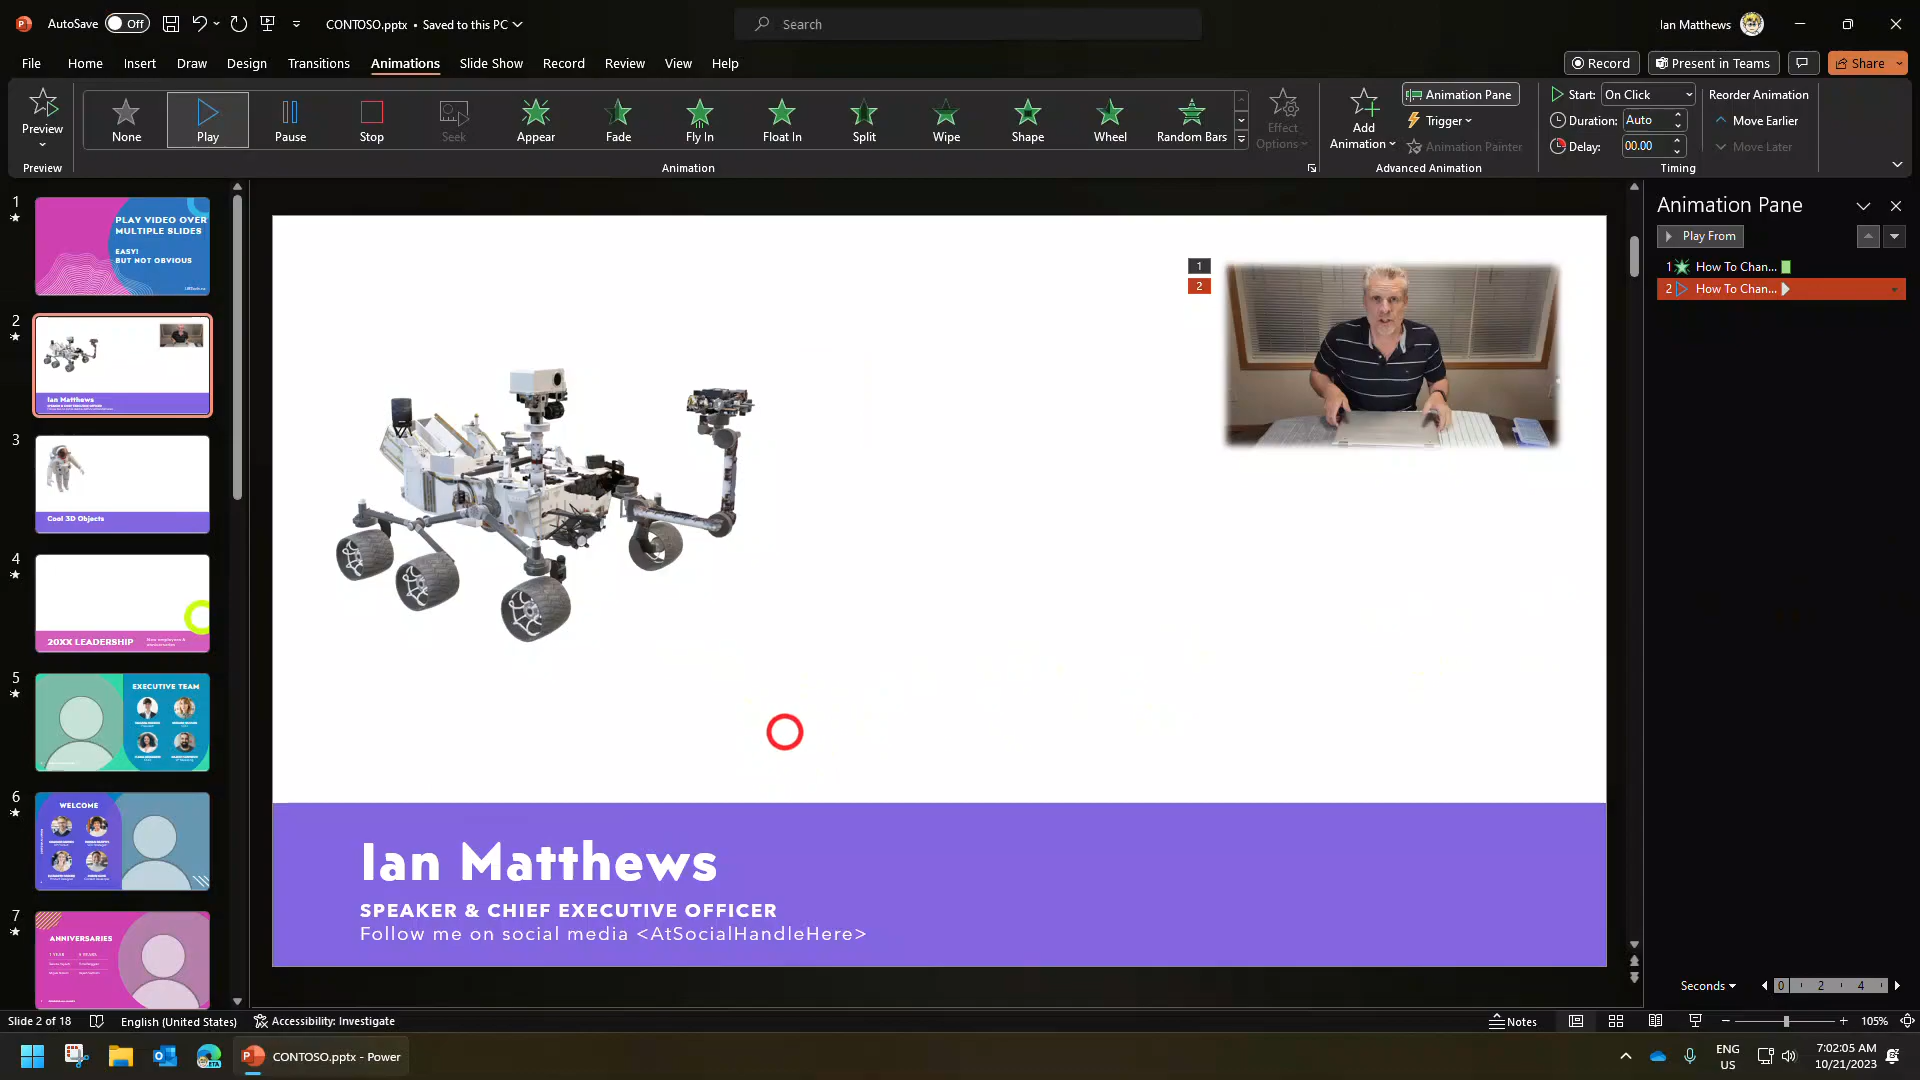 AutoSave Off CONTOSO.pptx • Saved to this PC Search Ian Matthews
File Home Insert Draw Design Transitions Animations Slide Show Record Review View Help Record Present in Teams Share
Preview None Play Pause Stop Seek Appear Fade Fly In Float In Split Wipe Shape Wheel Random Bars Effect Options Add Animation
Animation Pane Start: On Click Reorder Animation
Trigger Duration: Auto Move Earlier
Animation Painter Delay: 00.00 Move Later
Preview Animation Advanced Animation Timing
1
PLAY VIDEO OVER
MULTIPLE SLIDES
EASY!
BUT NOT OBVIOUS
2
Ian Matthews
3
Cool 3D Objects
4
20XX LEADERSHIP
5
EXECUTIVE TEAM
6
WELCOME
7
ANNIVERSARIES
1
2
Ian Matthews
SPEAKER & CHIEF EXECUTIVE OFFICER
Follow me on social media <AtSocialHandleHere>
Animation Pane
Play From
1 How To Chan...
2 How To Chan...
Seconds 0 2 4
Slide 2 of 18 English (United States) Accessibility: Investigate Notes 105%
CONTOSO.pptx - Power
ENG
US
7:02:05 AM
10/21/2023